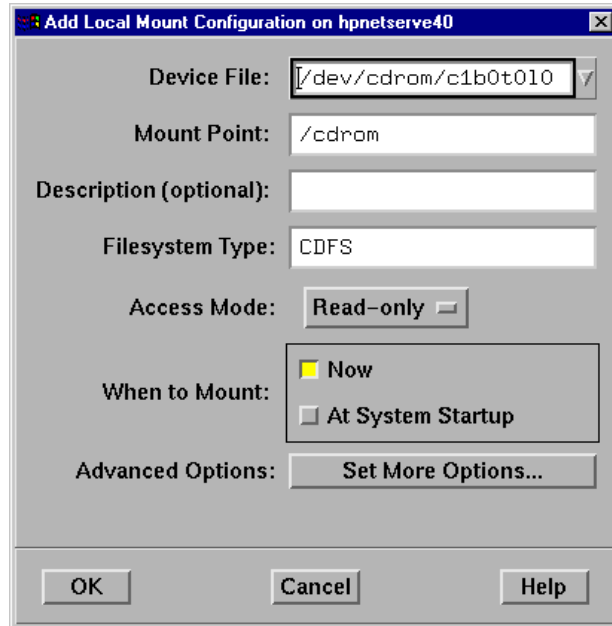 Add Local Mount Configuration on hpnetserve40
Device File: /dev/cdrom/c1b0t0l0
Mount Point: /cdrom
Description (optional):
Filesystem Type: CDFS
Access Mode: Read-only
When to Mount: Now
At System Startup
Advanced Options: Set More Options...
OK Cancel Help